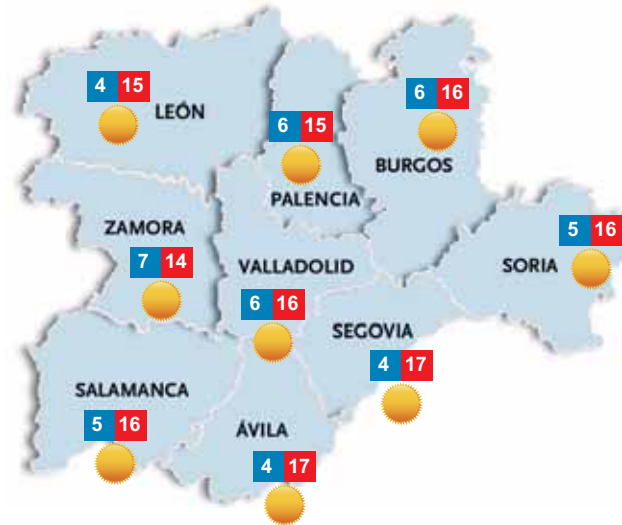 4 15
LEÓN
6 16
6 15
BURGOS
PALENCIA
ZAMORA
7 14
VALLADOLID
5 16
SORIA
6 16
SEGOVIA
4 17
SALAMANCA
5 16
ÁVILA
4 17